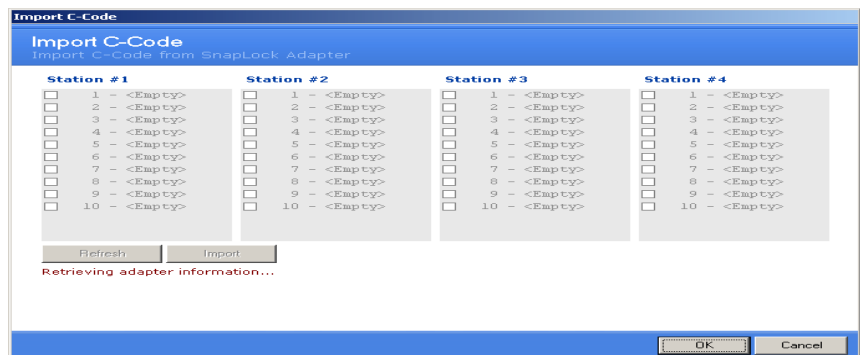 Import C-Code
Import C-Code
Import C-Code from SnapLock Adapter
Station #1 Station #2 Station #3 Station #4
1 - <Empty> 1 - <Empty> 1 - <Empty> 1 - <Empty>
2 - <Empty> 2 - <Empty> 2 - <Empty> 2 - <Empty>
3 - <Empty> 3 - <Empty> 3 - <Empty> 3 - <Empty>
4 - <Empty> 4 - <Empty> 4 - <Empty> 4 - <Empty>
5 - <Empty> 5 - <Empty> 5 - <Empty> 5 - <Empty>
6 - <Empty> 6 - <Empty> 6 - <Empty> 6 - <Empty>
7 - <Empty> 7 - <Empty> 7 - <Empty> 7 - <Empty>
8 - <Empty> 8 - <Empty> 8 - <Empty> 8 - <Empty>
9 - <Empty> 9 - <Empty> 9 - <Empty> 9 - <Empty>
10 - <Empty> 10 - <Empty> 10 - <Empty> 10 - <Empty>
Refresh Import
Retrieving adapter information...
OK Cancel